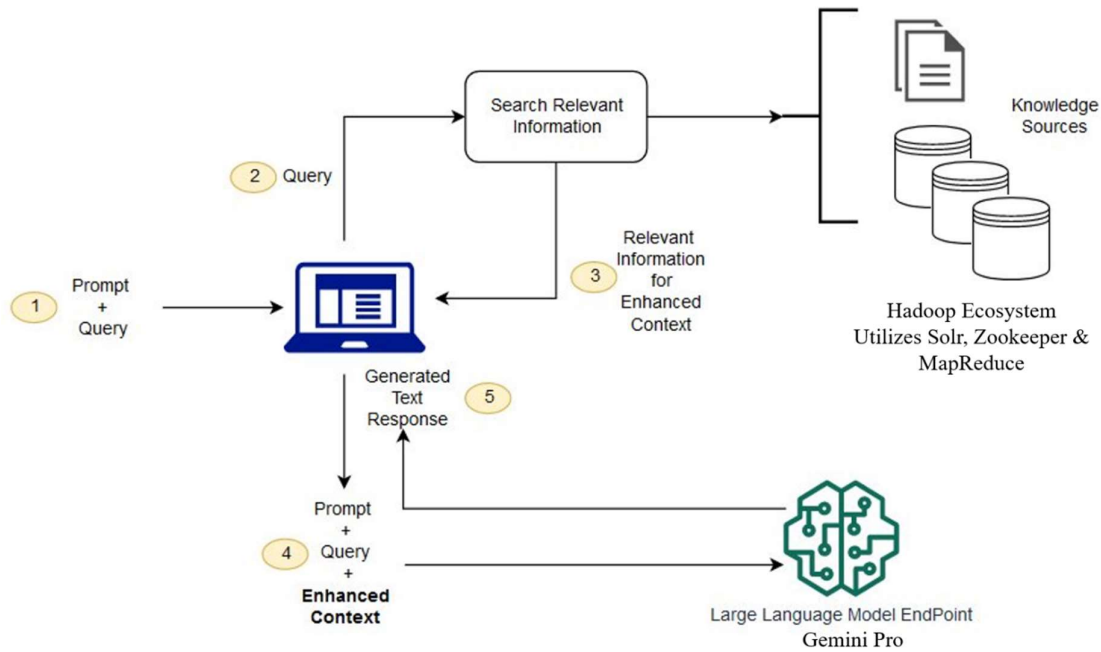 Search Relevant
Information
Knowledge
Sources
2
Query
1
Prompt
+
Query
3
Relevant
Information
for
Enhanced
Context
Hadoop Ecosystem
Utilizes Solr, Zookeeper &
MapReduce
Generated
Text
Response
5
4
Prompt
+
Query
+
Enhanced
Context
Large Language Model EndPoint
Gemini Pro